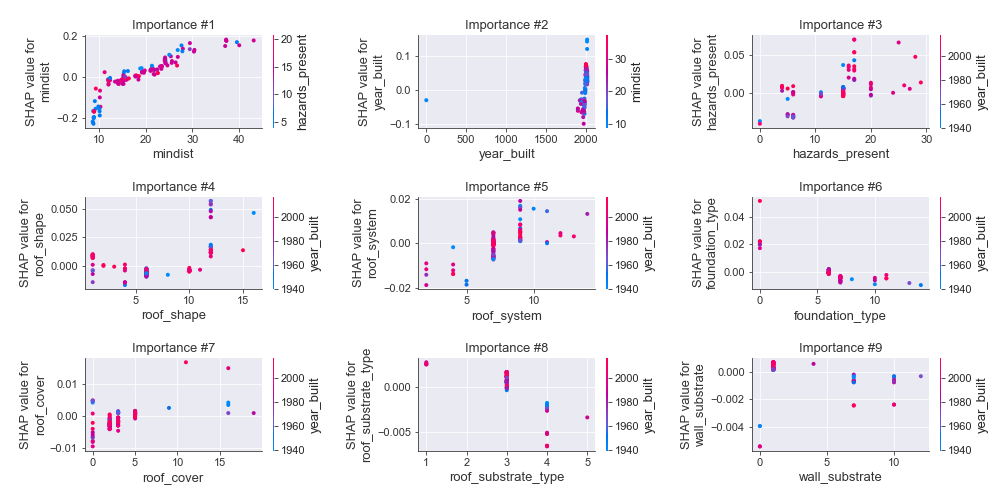 Importance #1
SHAP value for
mindist
0.2
0.0
−0.2
10
20
30
40
mindist
20
15
10
5
hazards_present
Importance #2
SHAP value for
year_built
0.1
0.0
−0.1
0
500
1000
1500
2000
year_built
30
20
10
mindist
Importance #3
SHAP value for
hazards_present
0.05
0.00
0
10
20
30
hazards_present
2000
1980
1960
1940
year_built
Importance #4
SHAP value for
roof_shape
0.050
0.025
0.000
5
10
15
roof_shape
2000
1980
1960
1940
year_built
Importance #5
SHAP value for
roof_system
0.02
0.00
−0.02
5
10
roof_system
2000
1980
1960
1940
year_built
Importance #6
SHAP value for
foundation_type
0.04
0.02
0.00
0
5
10
foundation_type
2000
1980
1960
1940
year_built
Importance #7
SHAP value for
roof_cover
0.01
0.00
−0.01
0
5
10
15
roof_cover
2000
1980
1960
1940
year_built
Importance #8
SHAP value for
roof_substrate_type
0.000
−0.005
1
2
3
4
5
roof_substrate_type
2000
1980
1960
1940
year_built
Importance #9
SHAP value for
wall_substrate
0.000
−0.002
−0.004
0
5
10
wall_substrate
2000
1980
1960
1940
year_built